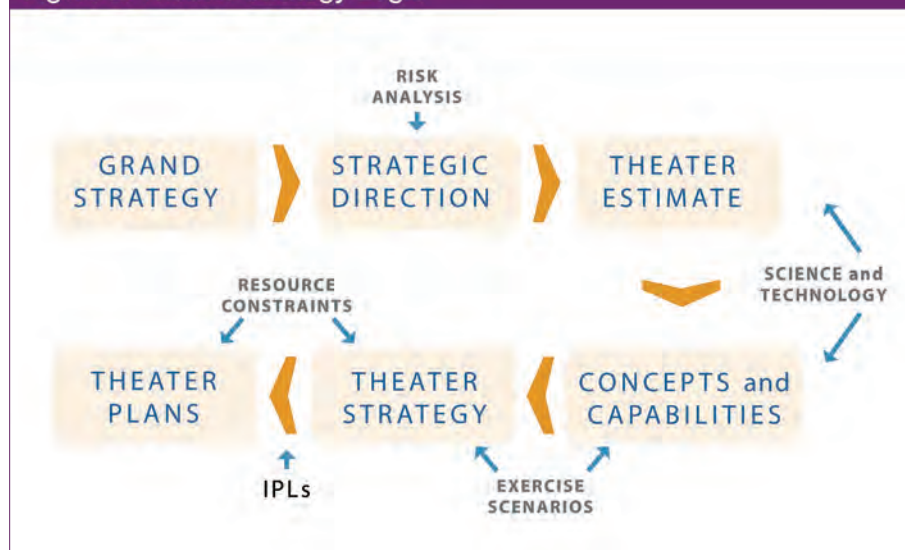 RISK
ANALYSIS
GRAND
STRATEGY
STRATEGIC
DIRECTION
THEATER
ESTIMATE
SCIENCE and
TECHNOLOGY
RESOURCE
CONSTRAINTS
THEATER
PLANS
THEATER
STRATEGY
CONCEPTS and
CAPABILITIES
IPLs
EXERCISE
SCENARIOS